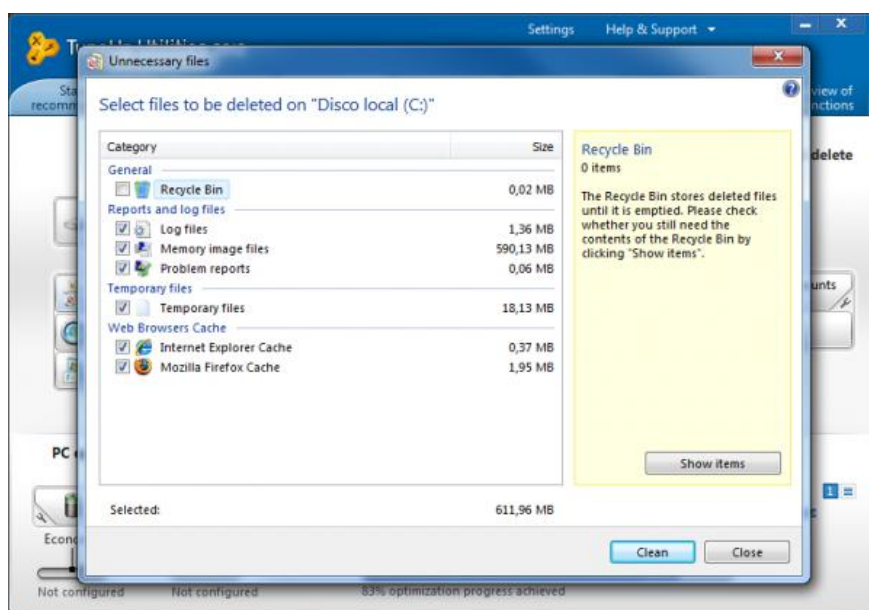 Settings Help & Support
Unnecessary files
Select files to be deleted on "Disco local (C:)"
Category Size
General
Recycle Bin 0,02 MB
Reports and log files
Log files 1,36 MB
Memory image files 590,13 MB
Problem reports 0,06 MB
Temporary files
Temporary files 18,13 MB
Web Browsers Cache
Internet Explorer Cache 0,37 MB
Mozilla Firefox Cache 1,95 MB
Selected: 611,96 MB
Recycle Bin
0 items
The Recycle Bin stores deleted files
until it is emptied. Please check
whether you still need the
contents of the Recycle Bin by
clicking "Show items".
Show items
Clean Close
view of
delete
PC
1
Not configured Not configured 83% optimization progress achieved